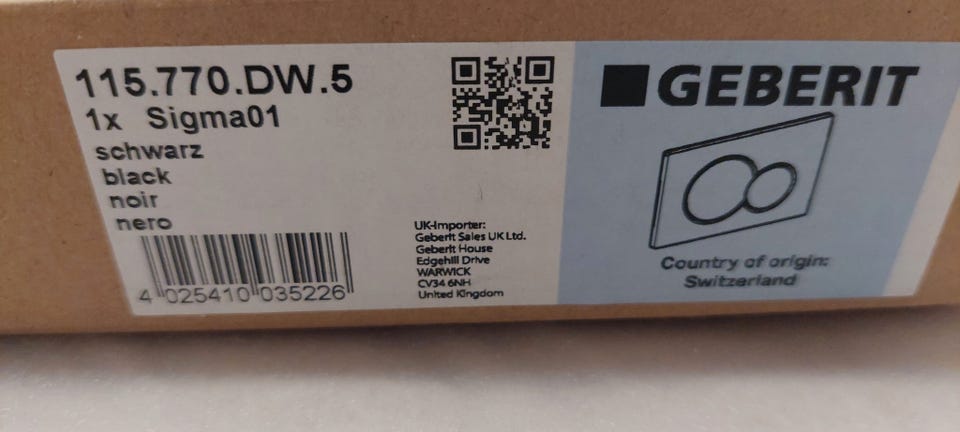 115.770.DW.5
1x Sigma01
schwarz
black
noir
nero
4 025410 035226
UK-Importer:
Geberit Sales UK Ltd.
Geberit House
Edgehill Drive
WARWICK
CV34 6NH
United Kingdom
GEBERIT
Country of origin:
Switzerland